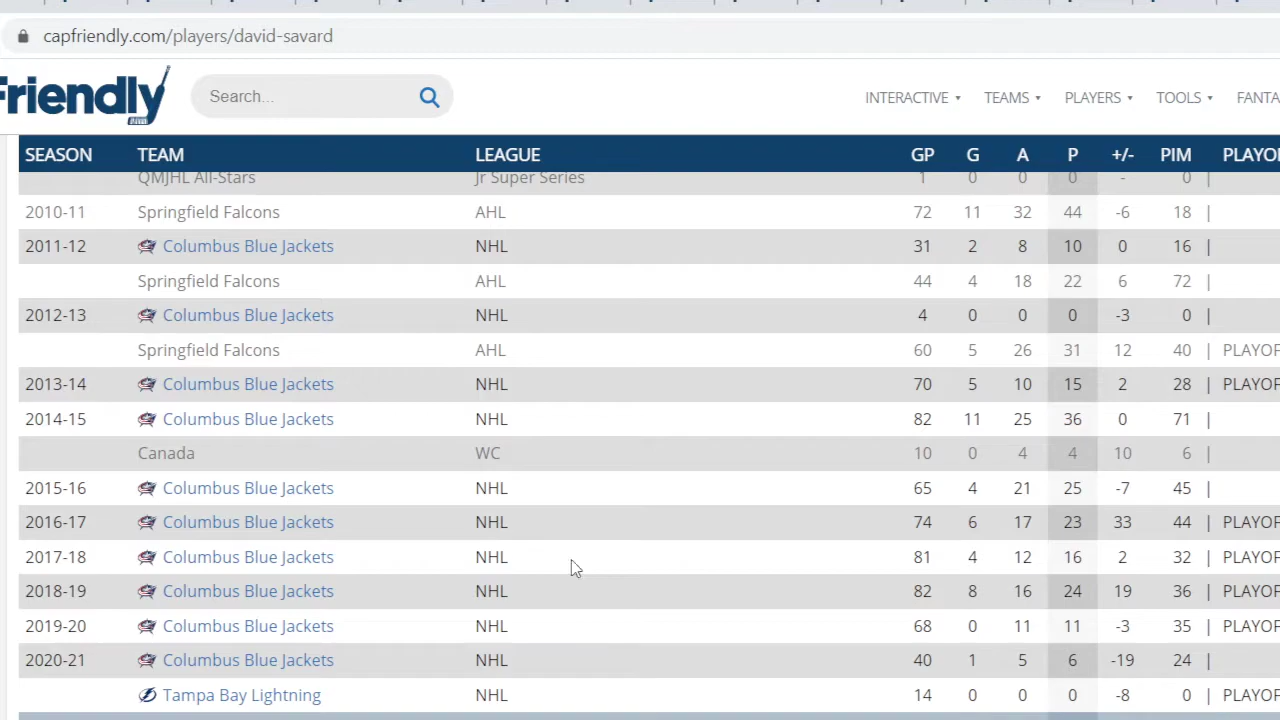 capfriendly.com/players/david-savard
Friendly Search... INTERACTIVE TEAMS PLAYERS TOOLS FANTA
SEASON TEAM LEAGUE GP G A P +/- PIM PLAYO
QMJHL All-Stars Jr Super Series 1 0 0 0 - 0 |
2010-11 Springfield Falcons AHL 72 11 32 44 -6 18 |
2011-12 Columbus Blue Jackets NHL 31 2 8 10 0 16 |
Springfield Falcons AHL 44 4 18 22 6 72 |
2012-13 Columbus Blue Jackets NHL 4 0 0 0 -3 0 |
Springfield Falcons AHL 60 5 26 31 12 40 | PLAYOF
2013-14 Columbus Blue Jackets NHL 70 5 10 15 2 28 | PLAYOF
2014-15 Columbus Blue Jackets NHL 82 11 25 36 0 71 |
Canada WC 10 0 4 4 10 6 |
2015-16 Columbus Blue Jackets NHL 65 4 21 25 -7 45 |
2016-17 Columbus Blue Jackets NHL 74 6 17 23 33 44 | PLAYOF
2017-18 Columbus Blue Jackets NHL 81 4 12 16 2 32 | PLAYOF
2018-19 Columbus Blue Jackets NHL 82 8 16 24 19 36 | PLAYOF
2019-20 Columbus Blue Jackets NHL 68 0 11 11 -3 35 | PLAYOF
2020-21 Columbus Blue Jackets NHL 40 1 5 6 -19 24 |
Tampa Bay Lightning NHL 14 0 0 0 -8 0 | PLAYOF